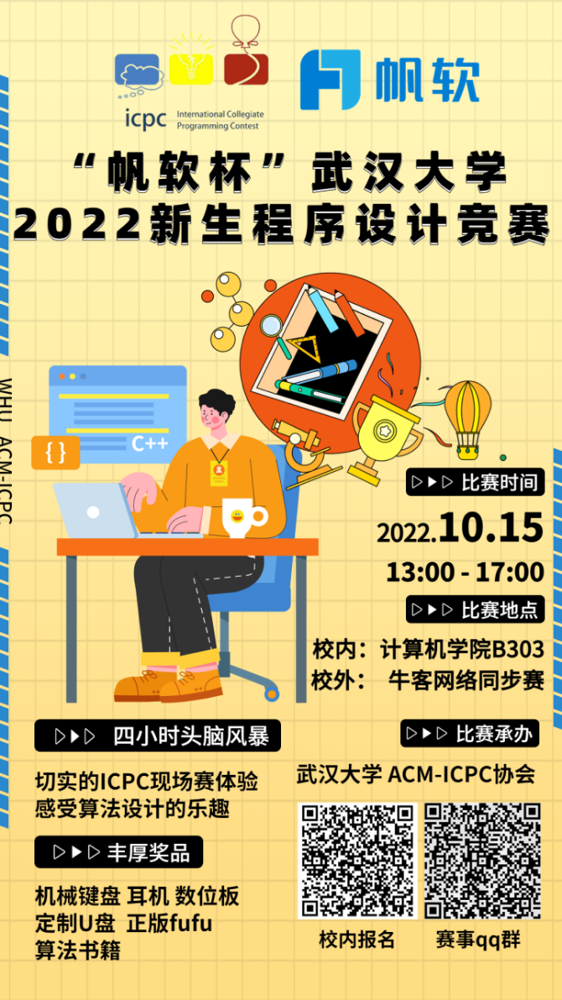 icpc
International Collegiate
Programming Contest
帆软
“帆软杯”武汉大学
2022新生程序设计竞赛
WHU ACM-ICPC
{ }
C++
比赛时间
2022.10.15
13:00 - 17:00
比赛地点
校内：计算机学院B303
校外： 牛客网络同步赛
四小时头脑风暴
切实的ICPC现场赛体验
感受算法设计的乐趣
丰厚奖品
机械键盘 耳机 数位板
定制U盘 正版fufu
算法书籍
比赛承办
武汉大学 ACM-ICPC协会
校内报名
赛事qq群